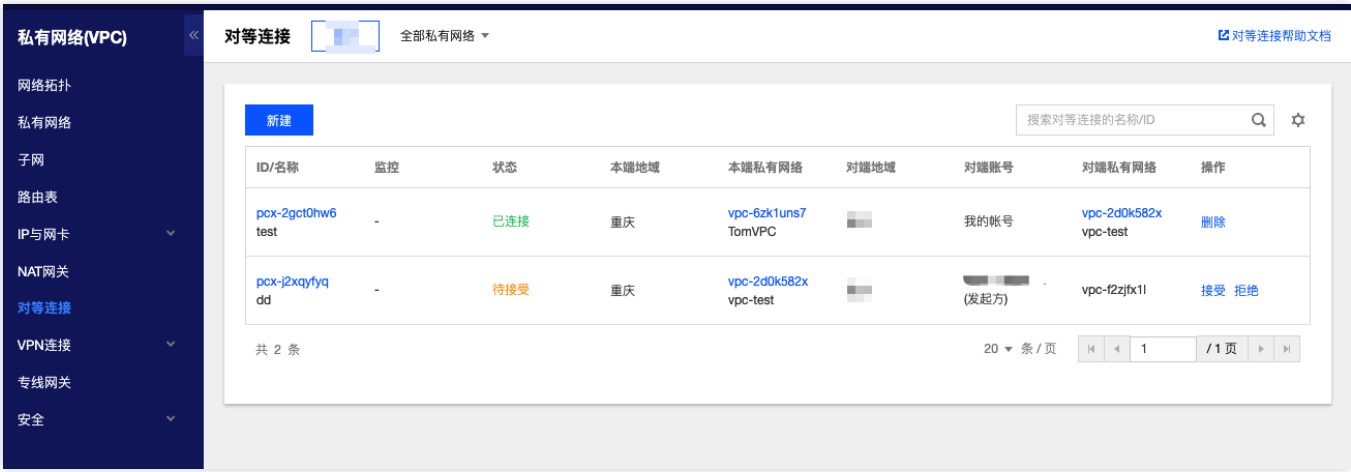 私有网络(VPC)
网络拓扑
私有网络
子网
路由表
IP与网卡
NAT网关
对等连接
VPN连接
专线网关
安全
对等连接 全部私有网络 对等连接帮助文档
新建 搜索对等连接的名称/ID
ID/名称 监控 状态 本端地域 本端私有网络 对端地域 对端账号 对端私有网络 操作
pcx-2gct0hw6 - 已连接 重庆 vpc-6zk1uns7 我的帐号 vpc-2d0k582x 删除
test TomVPC vpc-test
pcx-j2xqyfyq - 待接受 重庆 vpc-2d0k582x vpc-f2zjfx1l 接受 拒绝
dd vpc-test (发起方)
共 2 条 20 条/页 1 /1 页